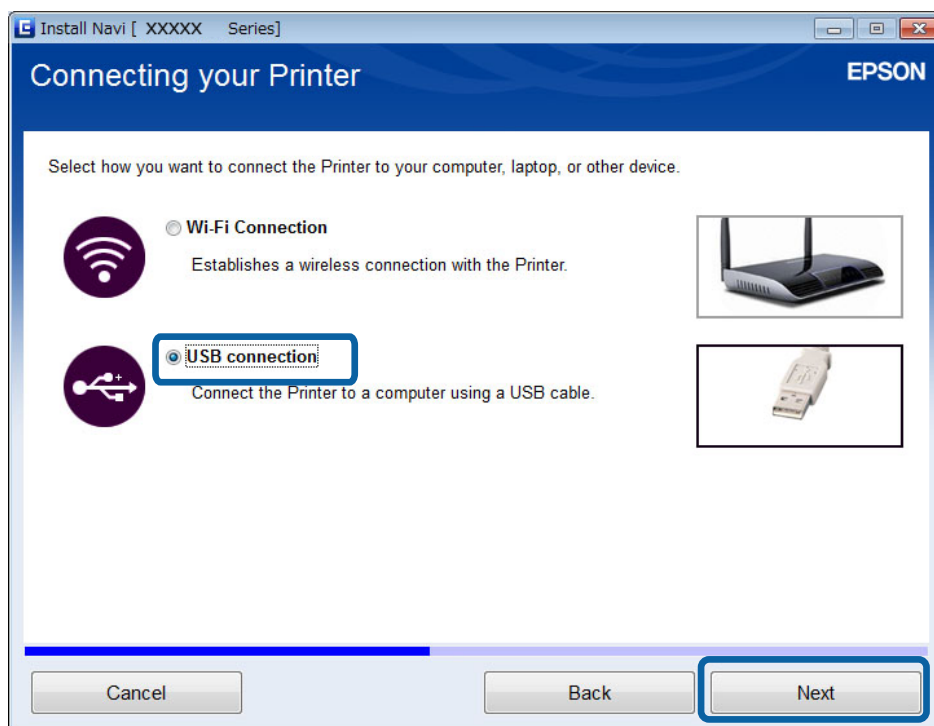 Install Navi [ XXXXX Series]
Connecting your Printer
EPSON
Select how you want to connect the Printer to your computer, laptop, or other device.
Wi-Fi Connection
Establishes a wireless connection with the Printer.
USB connection
Connect the Printer to a computer using a USB cable.
Cancel
Back
Next